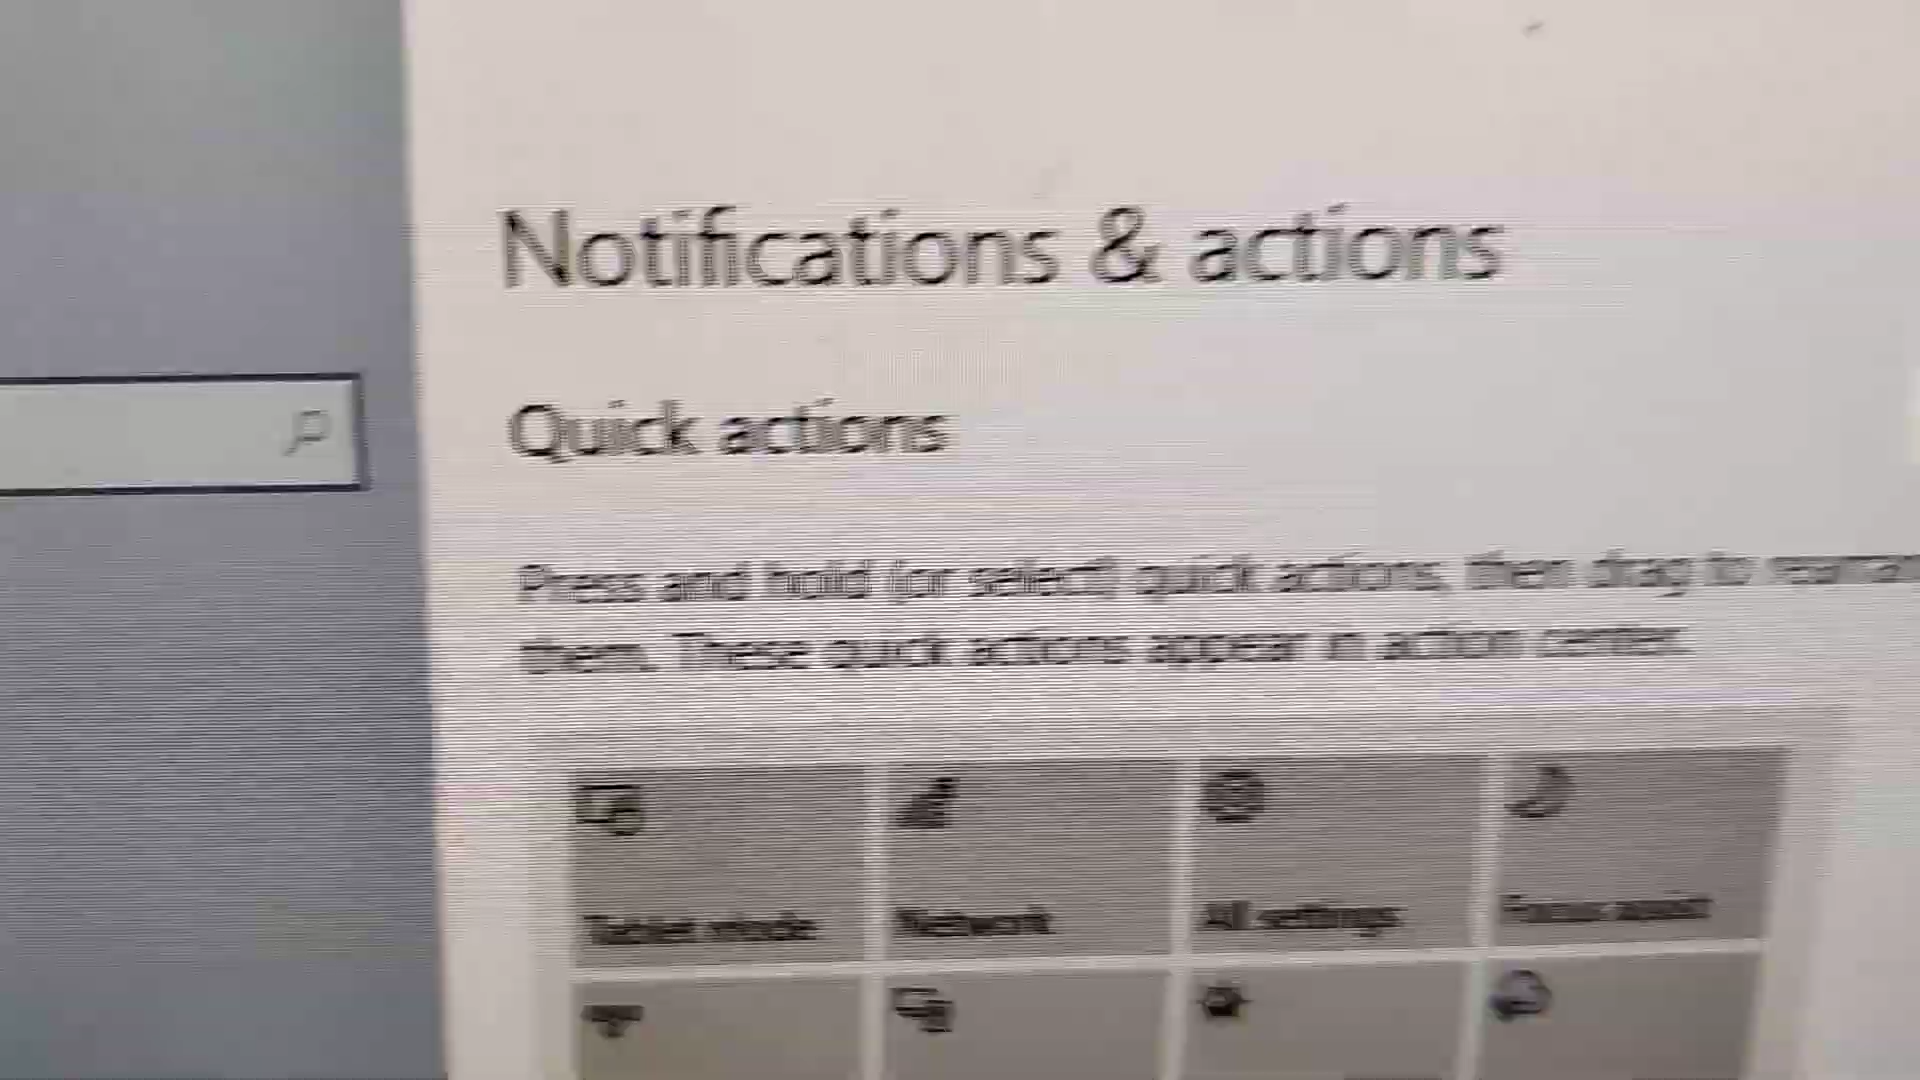 Notifications & actions
Quick actions
Press and hold (or select) quick actions, then drag to
them. These quick actions appear in action center.
Tablet mode
Network
All settings
Focus assist